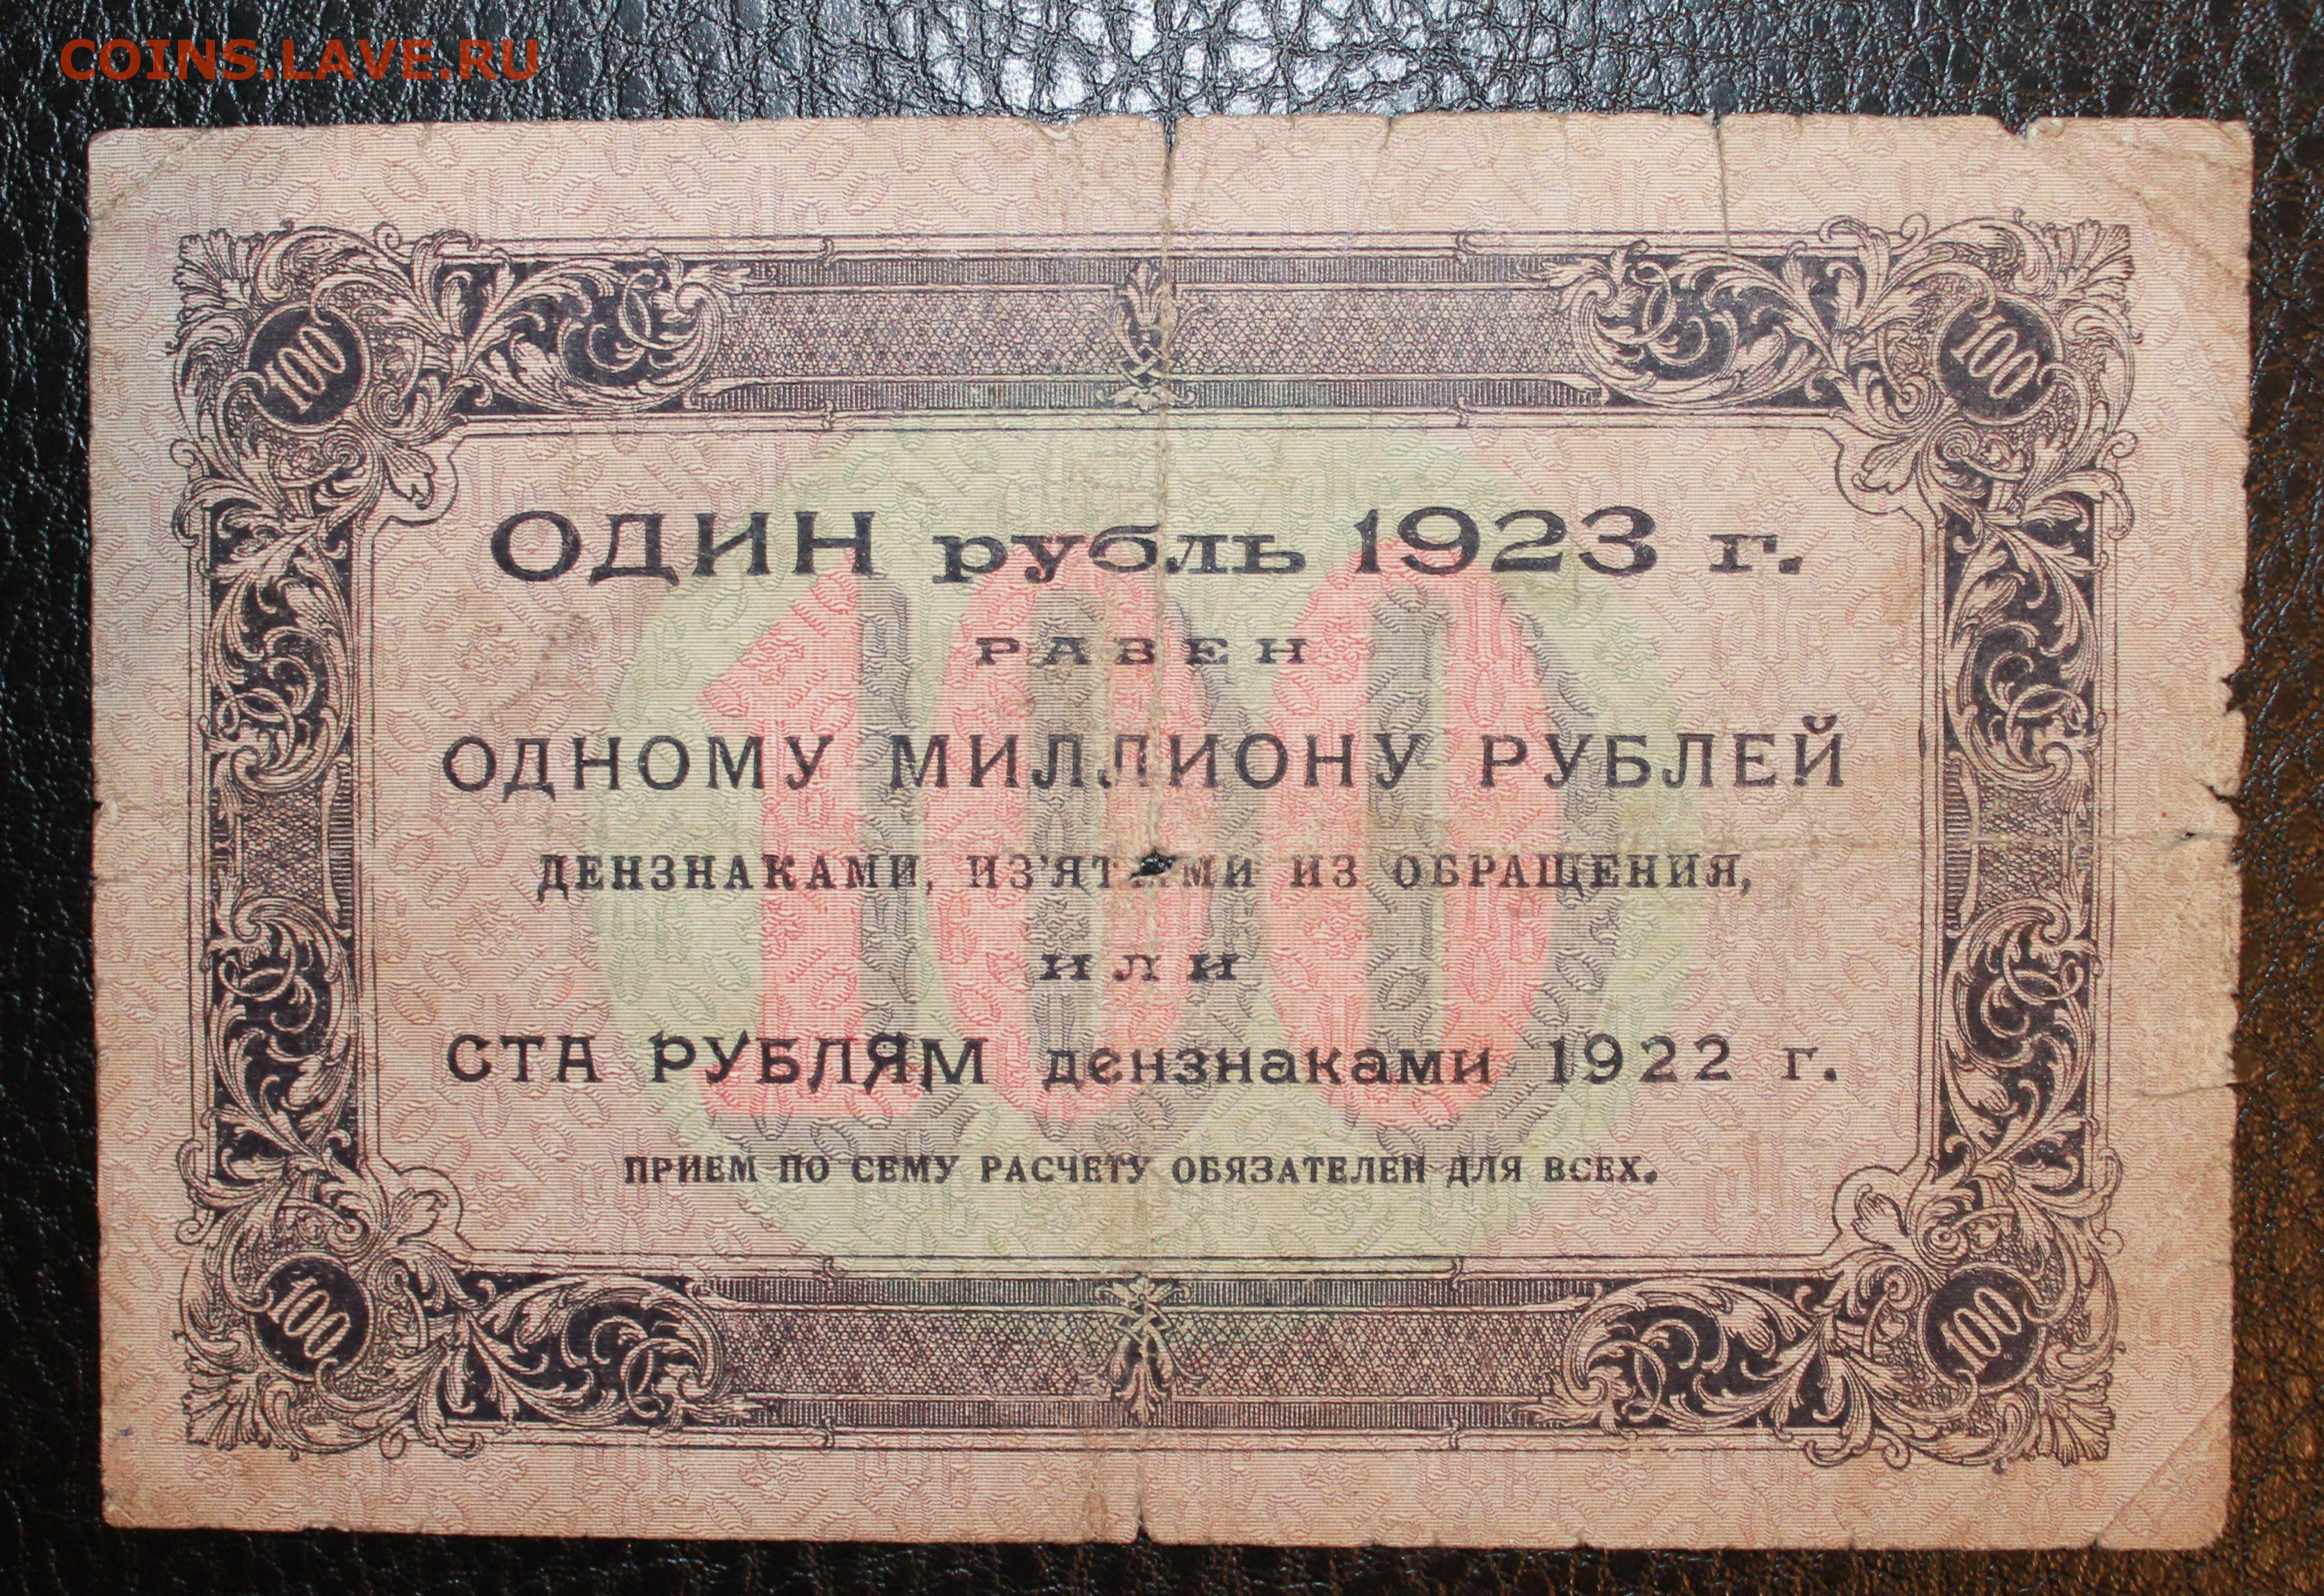 COINS.LAVE.RU
100
100
ОДИН рубль 1923 г.
РАВЕН
ОДНОМУ МИЛЛИОНУ РУБЛЕЙ
ДЕНЗНАКАМИ, ИЗ'ЯТЫМИ ИЗ ОБРАЩЕНИЯ,
100
ИЛИ
СТА РУБЛЯМ дензнаками 1922 г.
ПРИЕМ ПО СЕМУ РАСЧЕТУ ОБЯЗАТЕЛЕН ДЛЯ ВСЕХ.
100
100